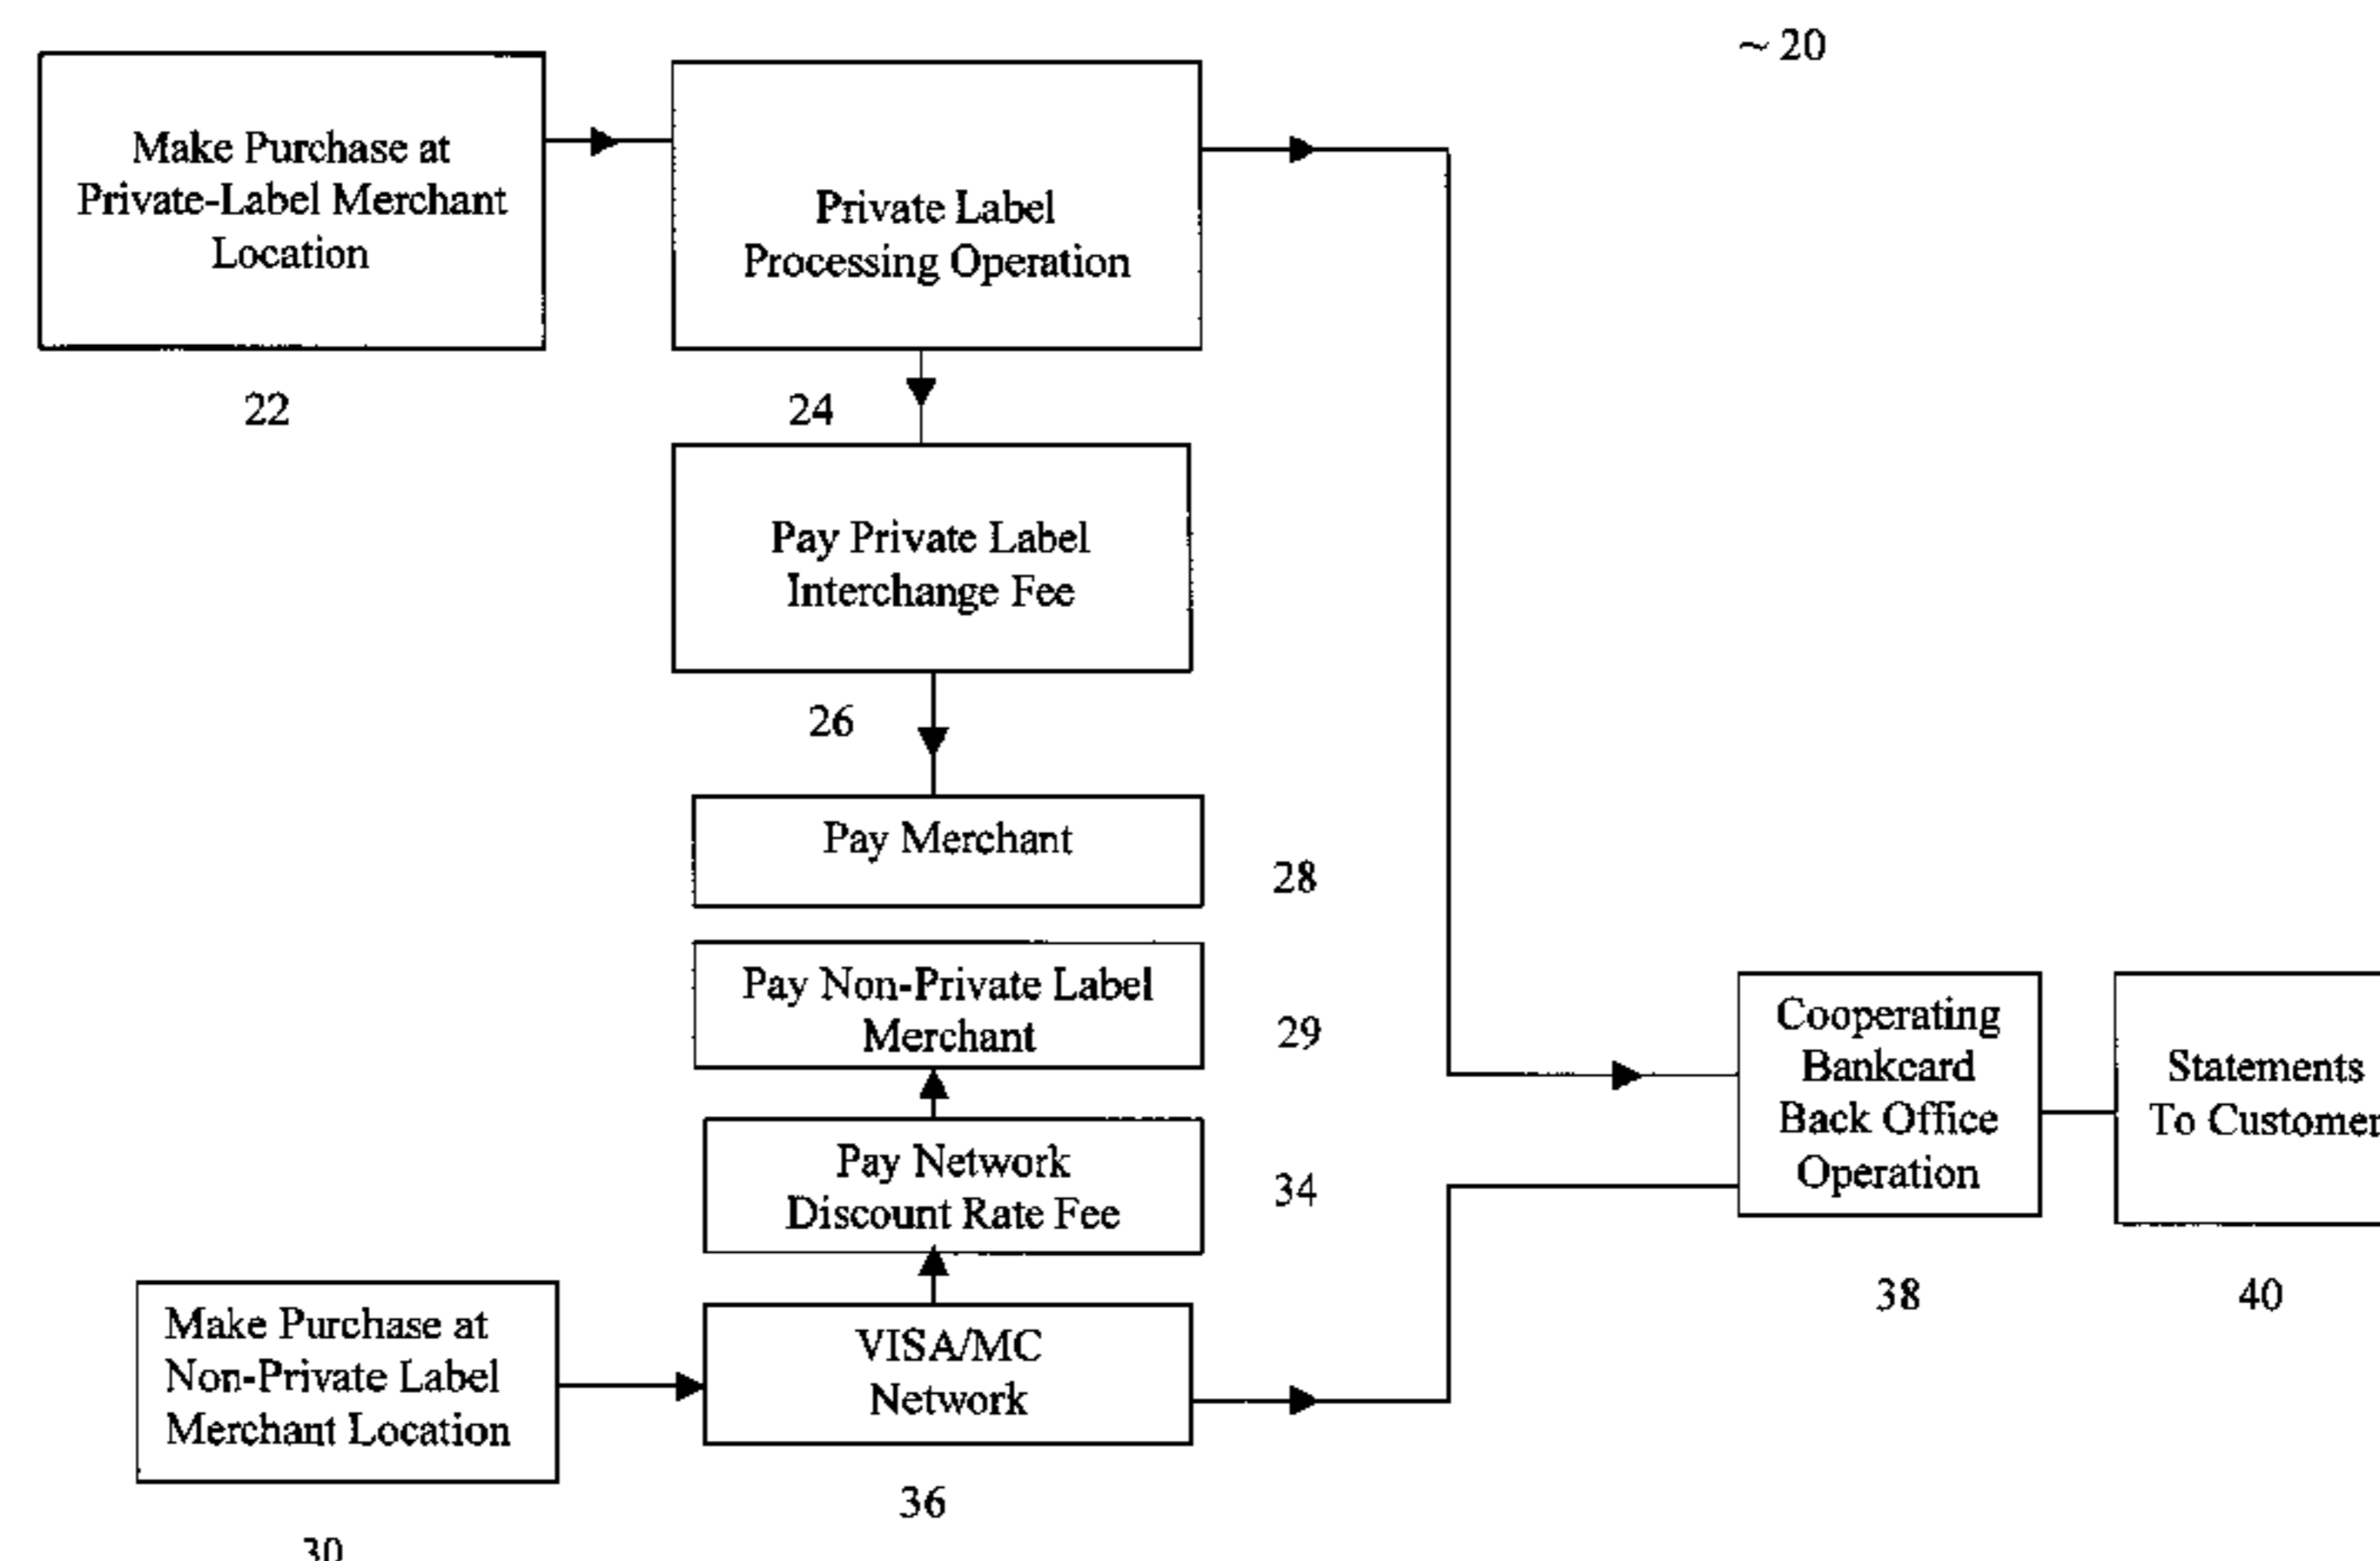 ~ 20
Make Purchase at
Private-Label Merchant
Location
22
Private Label
Processing Operation
24
Pay Private Label
Interchange Fee
26
Pay Merchant
28
Pay Non-Private Label
Merchant
29
Pay Network
Discount Rate Fee
34
Make Purchase at
Non-Private Label
Merchant Location
30
VISA/MC
Network
36
Cooperating
Bankcard
Back Office
Operation
38
Statements
To Customer
40